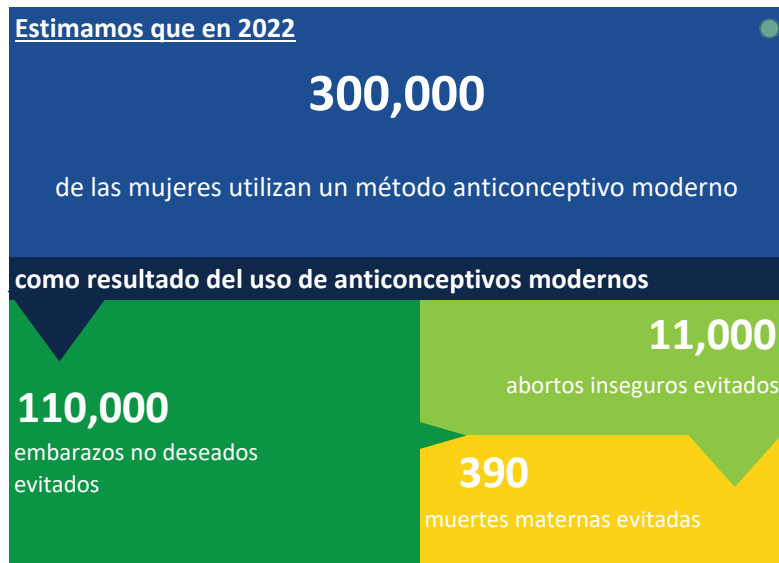 Estimamos que en 2022
300,000
de las mujeres utilizan un método anticonceptivo moderno
como resultado del uso de anticonceptivos modernos
110,000
embarazos no deseados
evitados
11,000
abortos inseguros evitados
390
muertes maternas evitadas